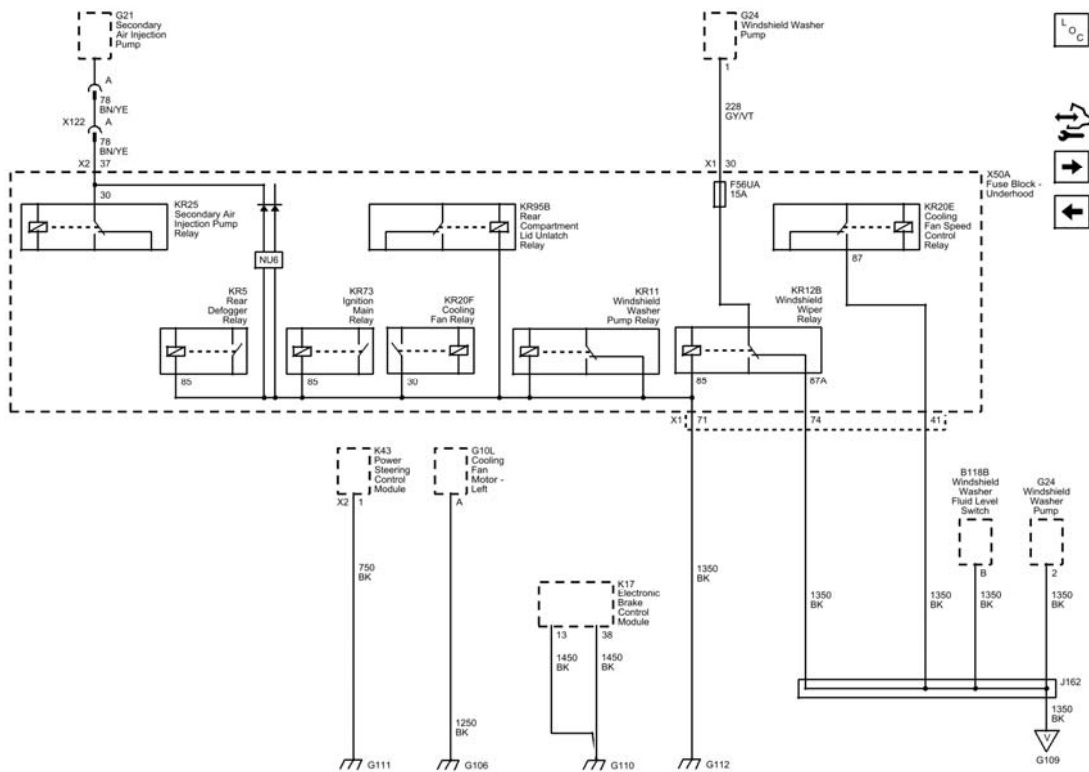 G21
Secondary
Air Injection
Pump
G24
Windshield Washer
Pump
L
O
C
A
1
78
BN/YE
228
GY/VT
X122
A
78
BN/YE
X2
37
X1
30
X50A
Fuse Block -
Underhood
30
F56UA
15A
KR25
Secondary Air
Injection Pump
Relay
KR95B
Rear
Compartment
Lid Unlatch
Relay
KR20E
Cooling
Fan Speed
Control
Relay
87
NU6
KR5
Rear
Defogger
Relay
KR73
Ignition
Main
Relay
KR20F
Cooling
Fan Relay
KR11
Windshield
Washer
Pump Relay
KR12B
Windshield
Wiper
Relay
85
85
30
85
87A
X1
71
74
41
K43
Power
Steering
Control
Module
G10L
Cooling
Fan
Motor -
Left
B118B
Windshield
Washer
Fluid Level
Switch
G24
Windshield
Washer
Pump
X2
1
A
B
2
750
BK
1350
BK
K17
Electronic
Brake
Control
Module
1350
BK
1350
BK
1350
BK
1350
BK
13
38
1450
BK
1450
BK
J162
1250
BK
1350
BK
V
G111
G106
G110
G112
G109